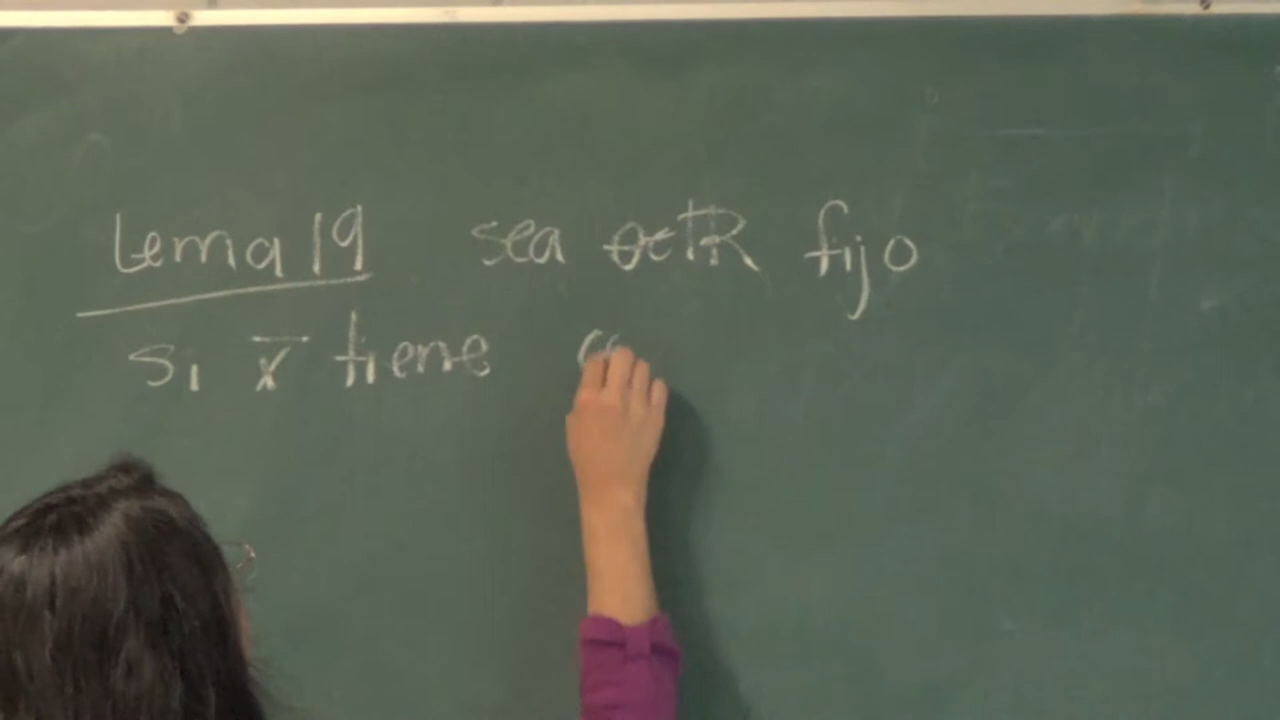 Lema 19 sea θ∈ℝ fijo
Si x̅ tiene